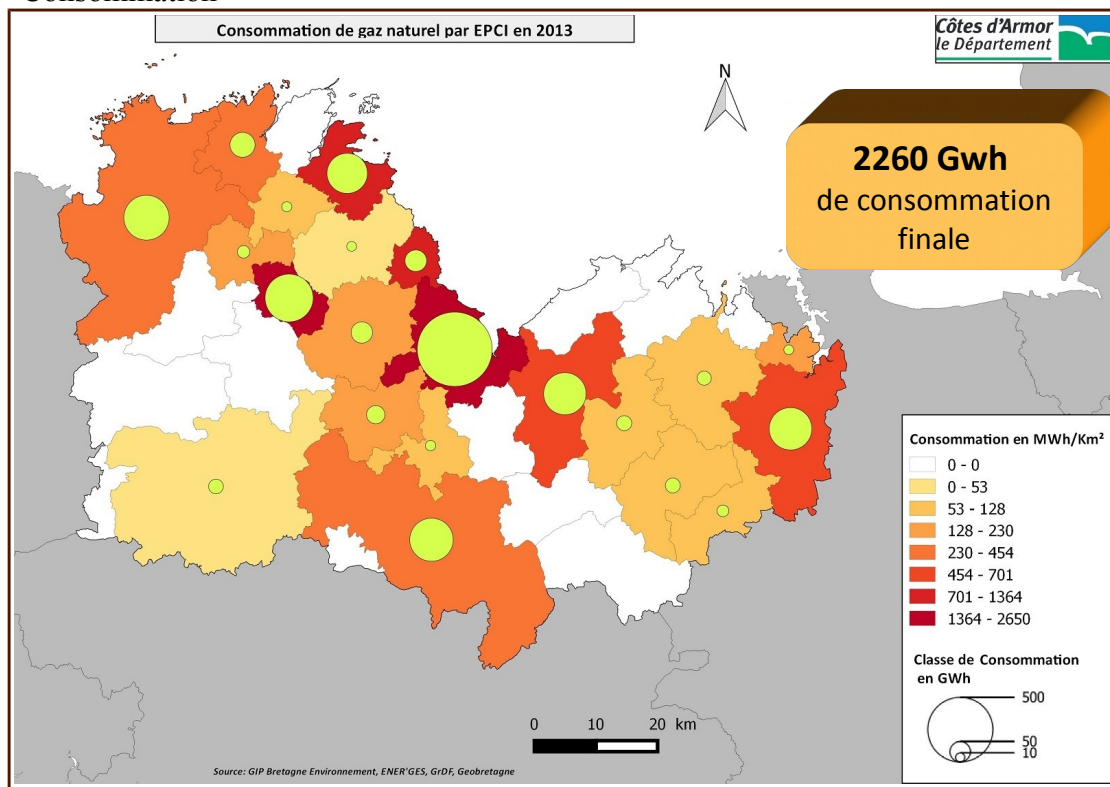 Consommation
Consommation de gaz naturel par EPCI en 2013
Côtes d'Armor
le Département
N
2260 Gwh
de consommation
finale
Consommation en MWh/Km²
0 - 0
0 - 53
53 - 128
128 - 230
230 - 454
454 - 701
701 - 1364
1364 - 2650
Classe de Consommation
en GWh
500
50
10
0 10 20 km
Source: GIP Bretagne Environnement, ENER'GES, GrDF, Geobretagne